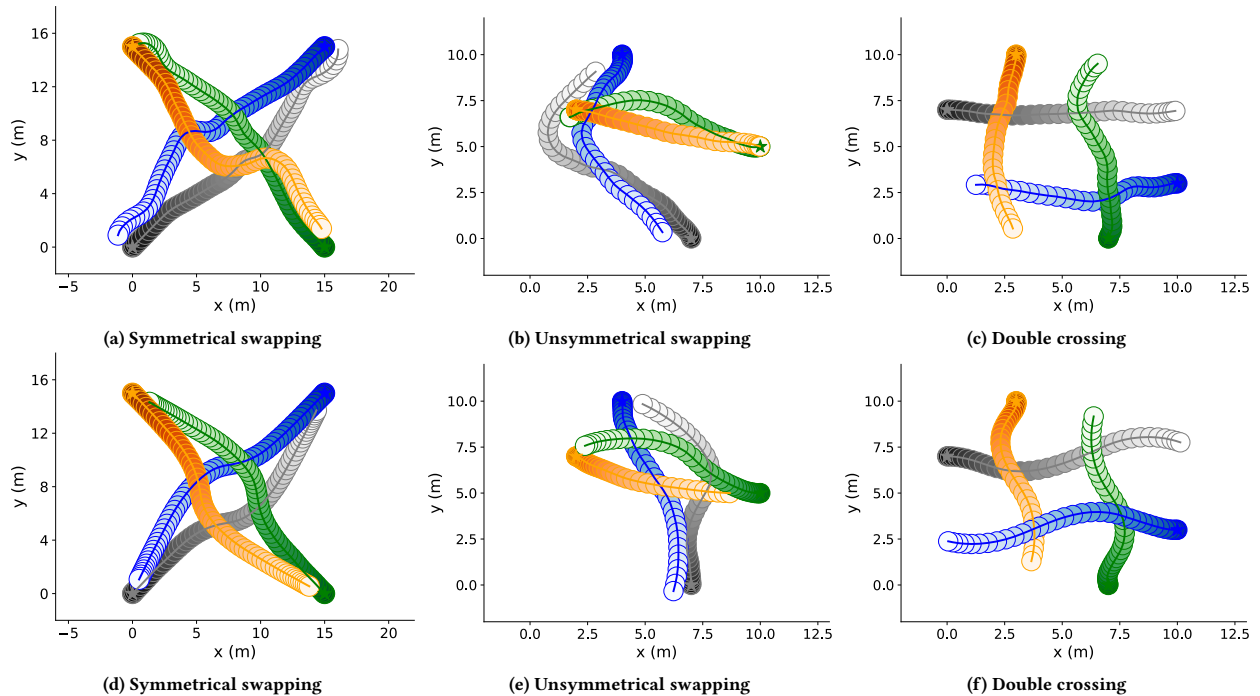 16
12
8
4
0
y (m)
−5 0 5 10 15 20
x (m)
(a) Symmetrical swapping
10.0
7.5
5.0
2.5
0.0
y (m)
0.0 2.5 5.0 7.5 10.0 12.5
x (m)
(b) Unsymmetrical swapping
10.0
7.5
5.0
2.5
0.0
y (m)
0.0 2.5 5.0 7.5 10.0 12.5
x (m)
(c) Double crossing
16
12
8
4
0
y (m)
−5 0 5 10 15 20
x (m)
(d) Symmetrical swapping
10.0
7.5
5.0
2.5
0.0
y (m)
0.0 2.5 5.0 7.5 10.0 12.5
x (m)
(e) Unsymmetrical swapping
10.0
7.5
5.0
2.5
0.0
y (m)
0.0 2.5 5.0 7.5 10.0 12.5
x (m)
(f) Double crossing